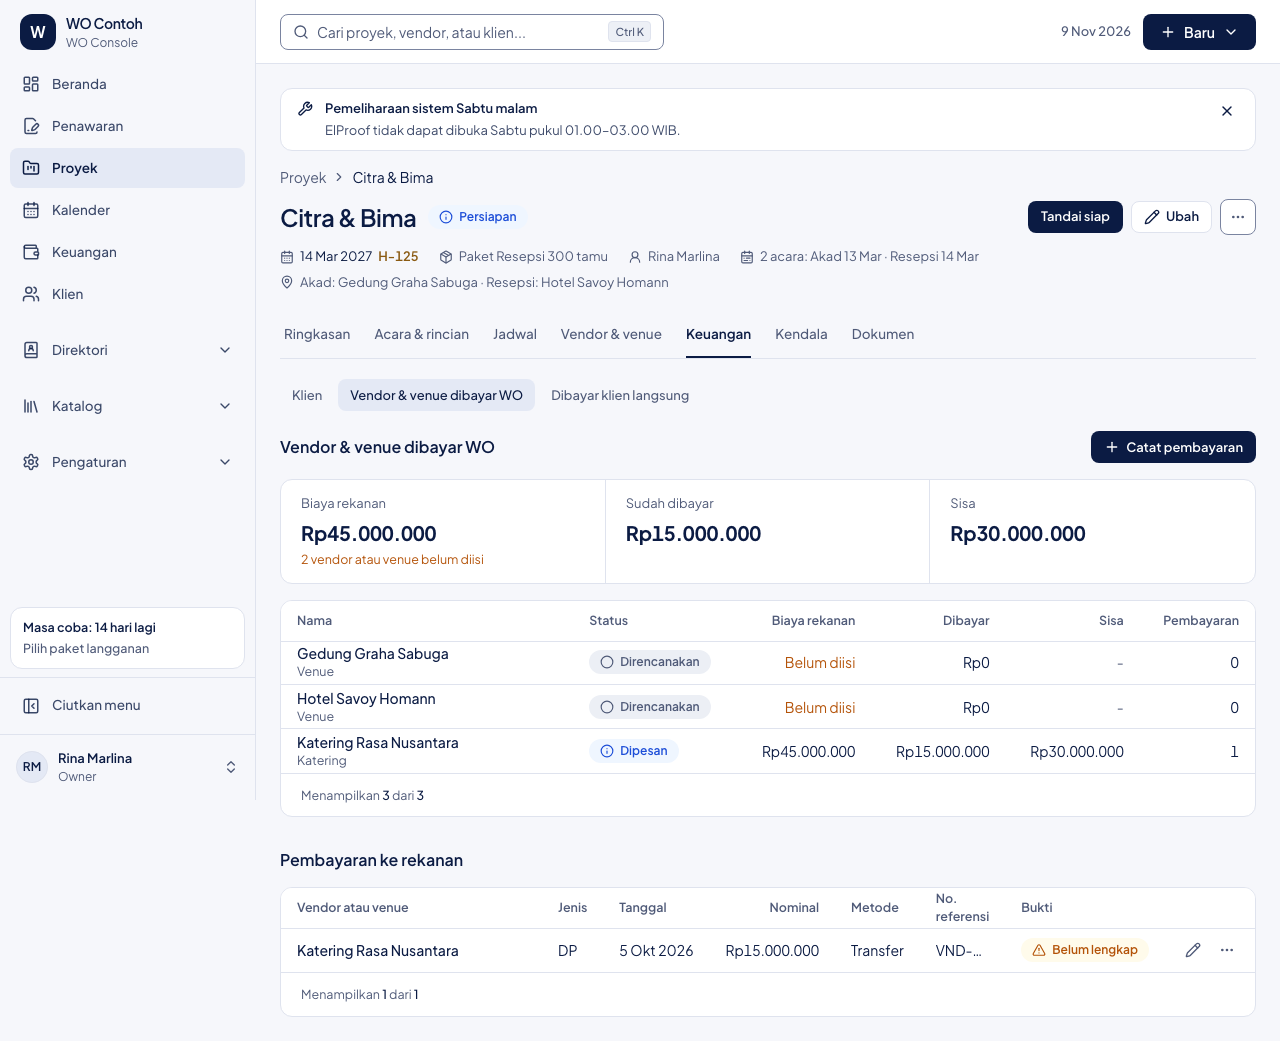 W
WO Contoh
WO Console
Beranda
Penawaran
Proyek
Kalender
Keuangan
Klien
Direktori
Katalog
Pengaturan
Masa coba: 14 hari lagi
Pilih paket langganan
Ciutkan menu
RM
Rina Marlina
Owner
Cari proyek, vendor, atau klien...
Ctrl K
9 Nov 2026
Baru
Pemeliharaan sistem Sabtu malam
ElProof tidak dapat dibuka Sabtu pukul 01.00–03.00 WIB.
Proyek > Citra & Bima
Citra & Bima
Persiapan
Tandai siap
Ubah
14 Mar 2027 H-125 Paket Resepsi 300 tamu Rina Marlina 2 acara: Akad 13 Mar · Resepsi 14 Mar
Akad: Gedung Graha Sabuga · Resepsi: Hotel Savoy Homann
Ringkasan Acara & rincian Jadwal Vendor & venue Keuangan Kendala Dokumen
Klien Vendor & venue dibayar WO Dibayar klien langsung
Vendor & venue dibayar WO
Catat pembayaran
Biaya rekanan
Rp45.000.000
2 vendor atau venue belum diisi
Sudah dibayar
Rp15.000.000
Sisa
Rp30.000.000
Nama Status Biaya rekanan Dibayar Sisa Pembayaran
Gedung Graha Sabuga
Venue
Direncanakan Belum diisi Rp0 - 0
Hotel Savoy Homann
Venue
Direncanakan Belum diisi Rp0 - 0
Katering Rasa Nusantara
Katering
Dipesan Rp45.000.000 Rp15.000.000 Rp30.000.000 1
Menampilkan 3 dari 3
Pembayaran ke rekanan
Vendor atau venue Jenis Tanggal Nominal Metode No. referensi Bukti
Katering Rasa Nusantara DP 5 Okt 2026 Rp15.000.000 Transfer VND-... Belum lengkap
Menampilkan 1 dari 1